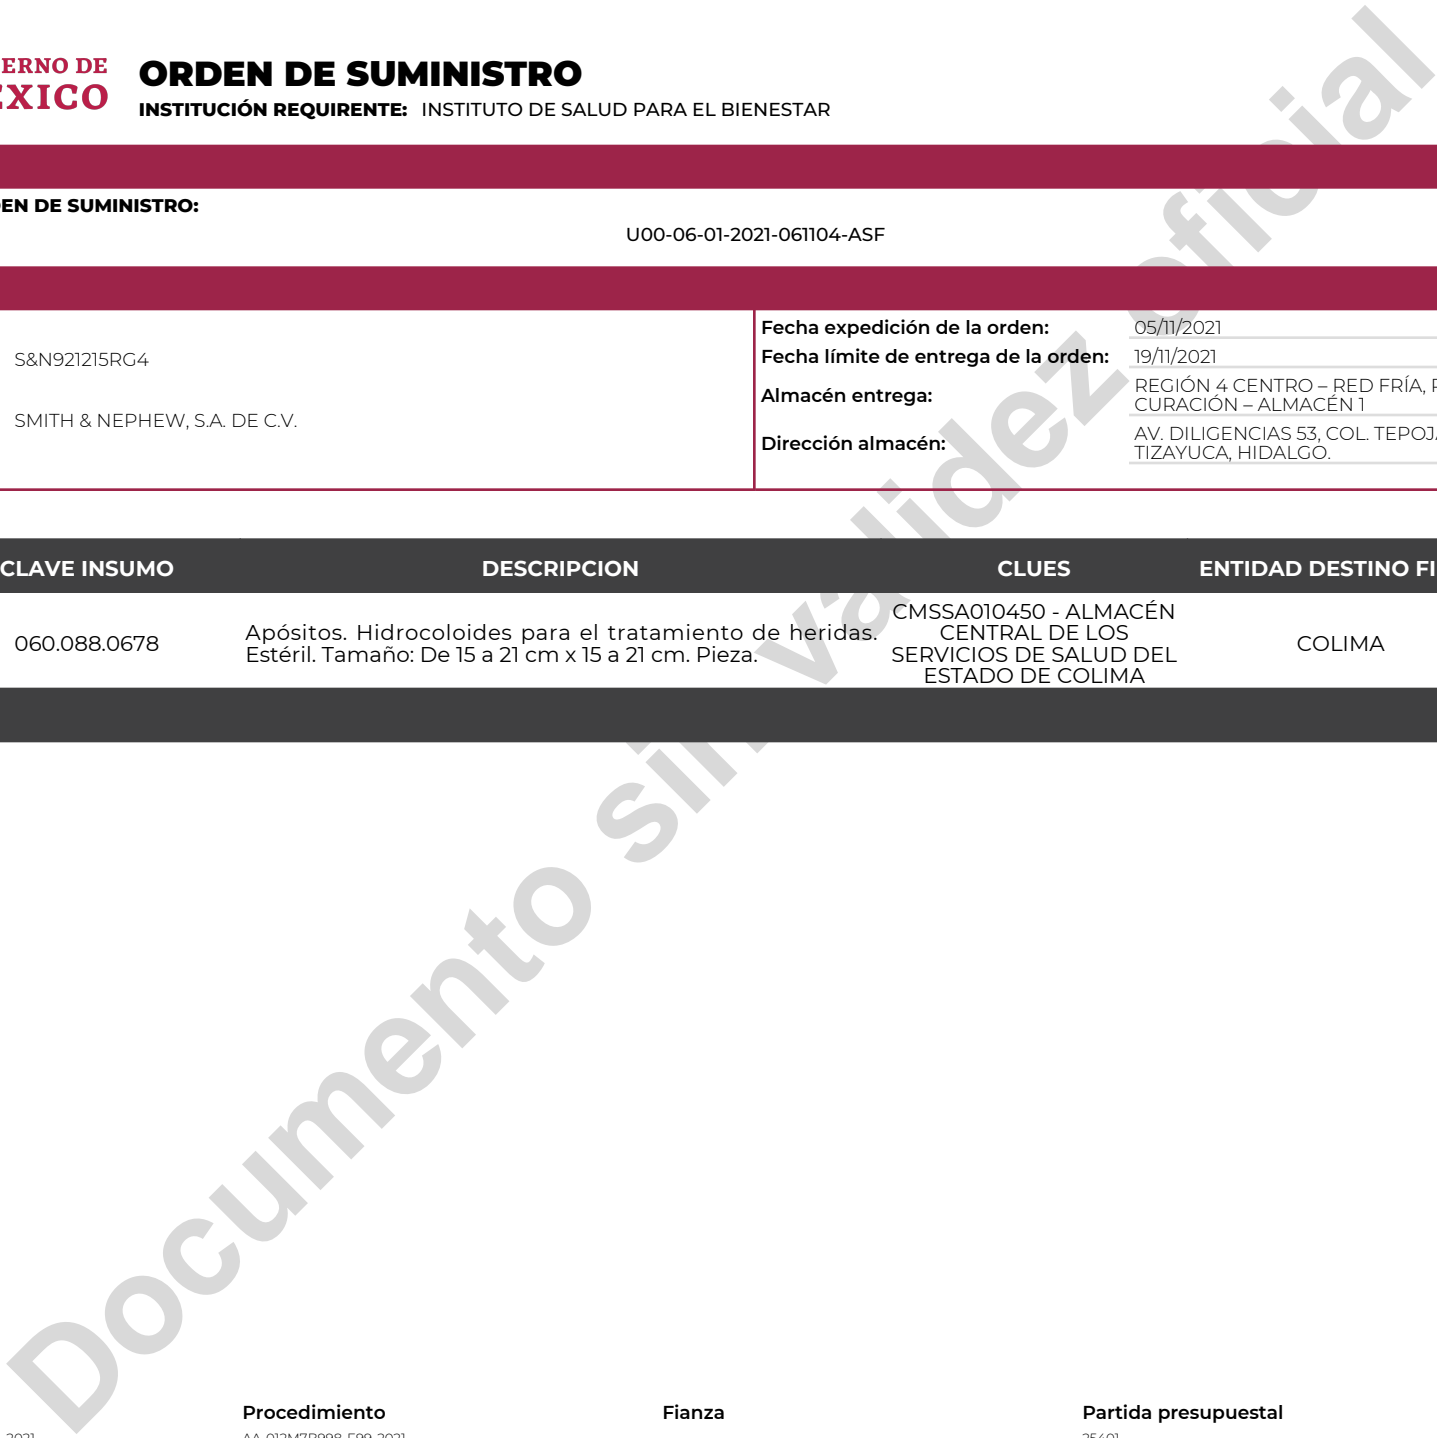 ERNO DE
ÉXICO
ORDEN DE SUMINISTRO
INSTITUCIÓN REQUIRENTE: INSTITUTO DE SALUD PARA EL BIENESTAR
EN DE SUMINISTRO:
U00-06-01-2021-061104-ASF
S&N921215RG4
SMITH & NEPHEW, S.A. DE C.V.
Fecha expedición de la orden: 05/11/2021
Fecha límite de entrega de la orden: 19/11/2021
Almacén entrega: REGIÓN 4 CENTRO – RED FRÍA,
CURACIÓN – ALMACÉN 1
Dirección almacén: AV. DILIGENCIAS 53, COL. TEPOJ
TIZAYUCA, HIDALGO.
CLAVE INSUMO DESCRIPCION CLUES ENTIDAD DESTINO FI
060.088.0678
Apósitos. Hidrocoloides para el tratamiento de heridas.
Estéril. Tamaño: De 15 a 21 cm x 15 a 21 cm. Pieza.
CMSSA010450 - ALMACÉN
CENTRAL DE LOS
SERVICIOS DE SALUD DEL
ESTADO DE COLIMA
COLIMA
Documento sin validez oficial
Procedimiento Fianza Partida presupuestal